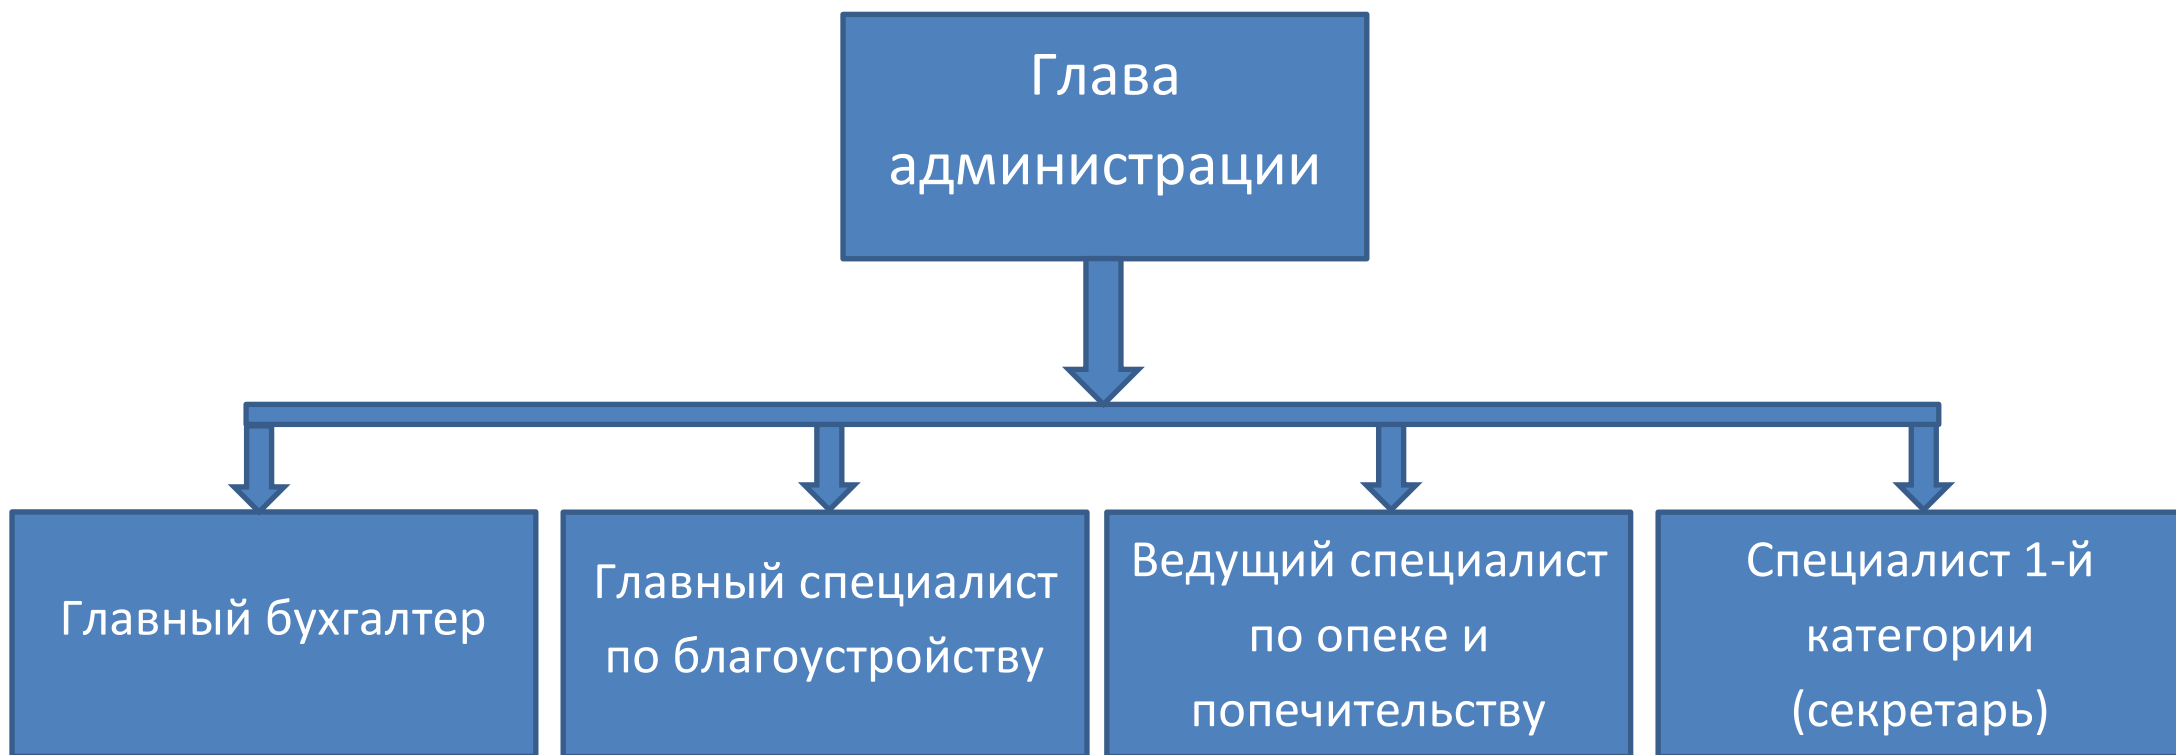 Глава
администрации
Главный бухгалтер
Главный специалист
по благоустройству
Ведущий специалист
по опеке и
попечительству
Специалист 1-й
категории
(секретарь)